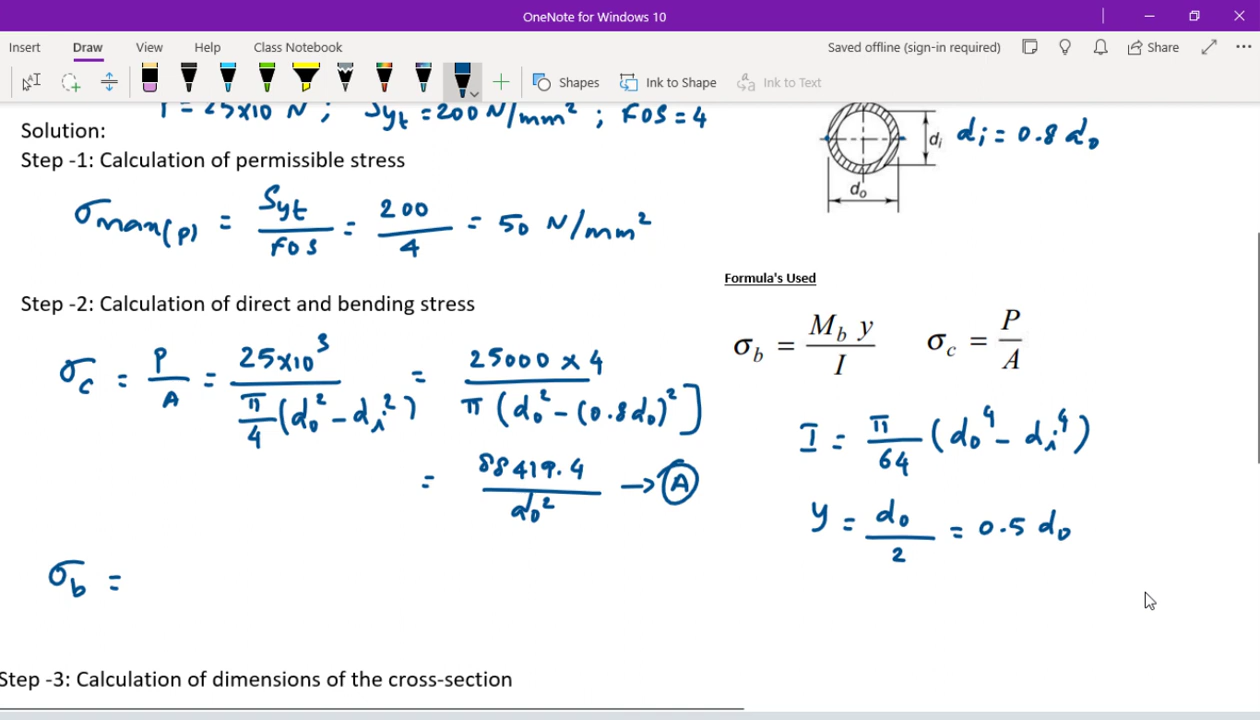 OneNote for Windows 10
Insert Draw View Help Class Notebook Saved offline (sign-in required) Share
Shapes Ink to Shape Ink to Text
P = 25×10 N ; Syt = 200 N/mm² ; FOS = 4
Solution:
Step -1: Calculation of permissible stress
di
di = 0.8 do
do
σmax(p) = Syt/FOS = 200/4 = 50 N/mm²
Formula's Used
Step -2: Calculation of direct and bending stress
σb = Mb y / I
σc = P / A
σc = P/A = 25×10³ / π/4 (do² - di²) = 25000 × 4 / π (do² - (0.8do)²]
= 88419.4 / do² → A
I = π/64 (do⁴ - di⁴)
y = do/2 = 0.5 do
σb =
Step -3: Calculation of dimensions of the cross-section